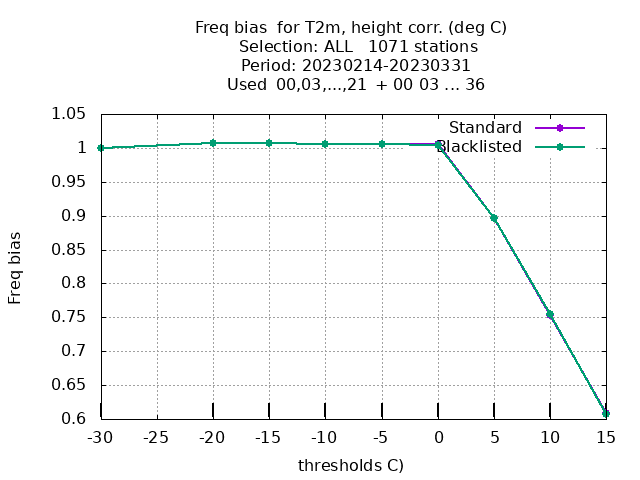 Freq bias  for T2m, height corr. (deg C)
Selection: ALL   1071 stations
Period: 20230214-20230331
Used  00,03,...,21  + 00 03 ... 36
Standard
Blacklisted
1.05
1
0.95
0.9
0.85
0.8
0.75
0.7
0.65
0.6
Freq bias
-30 -25 -20 -15 -10 -5 0 5 10 15
thresholds C)